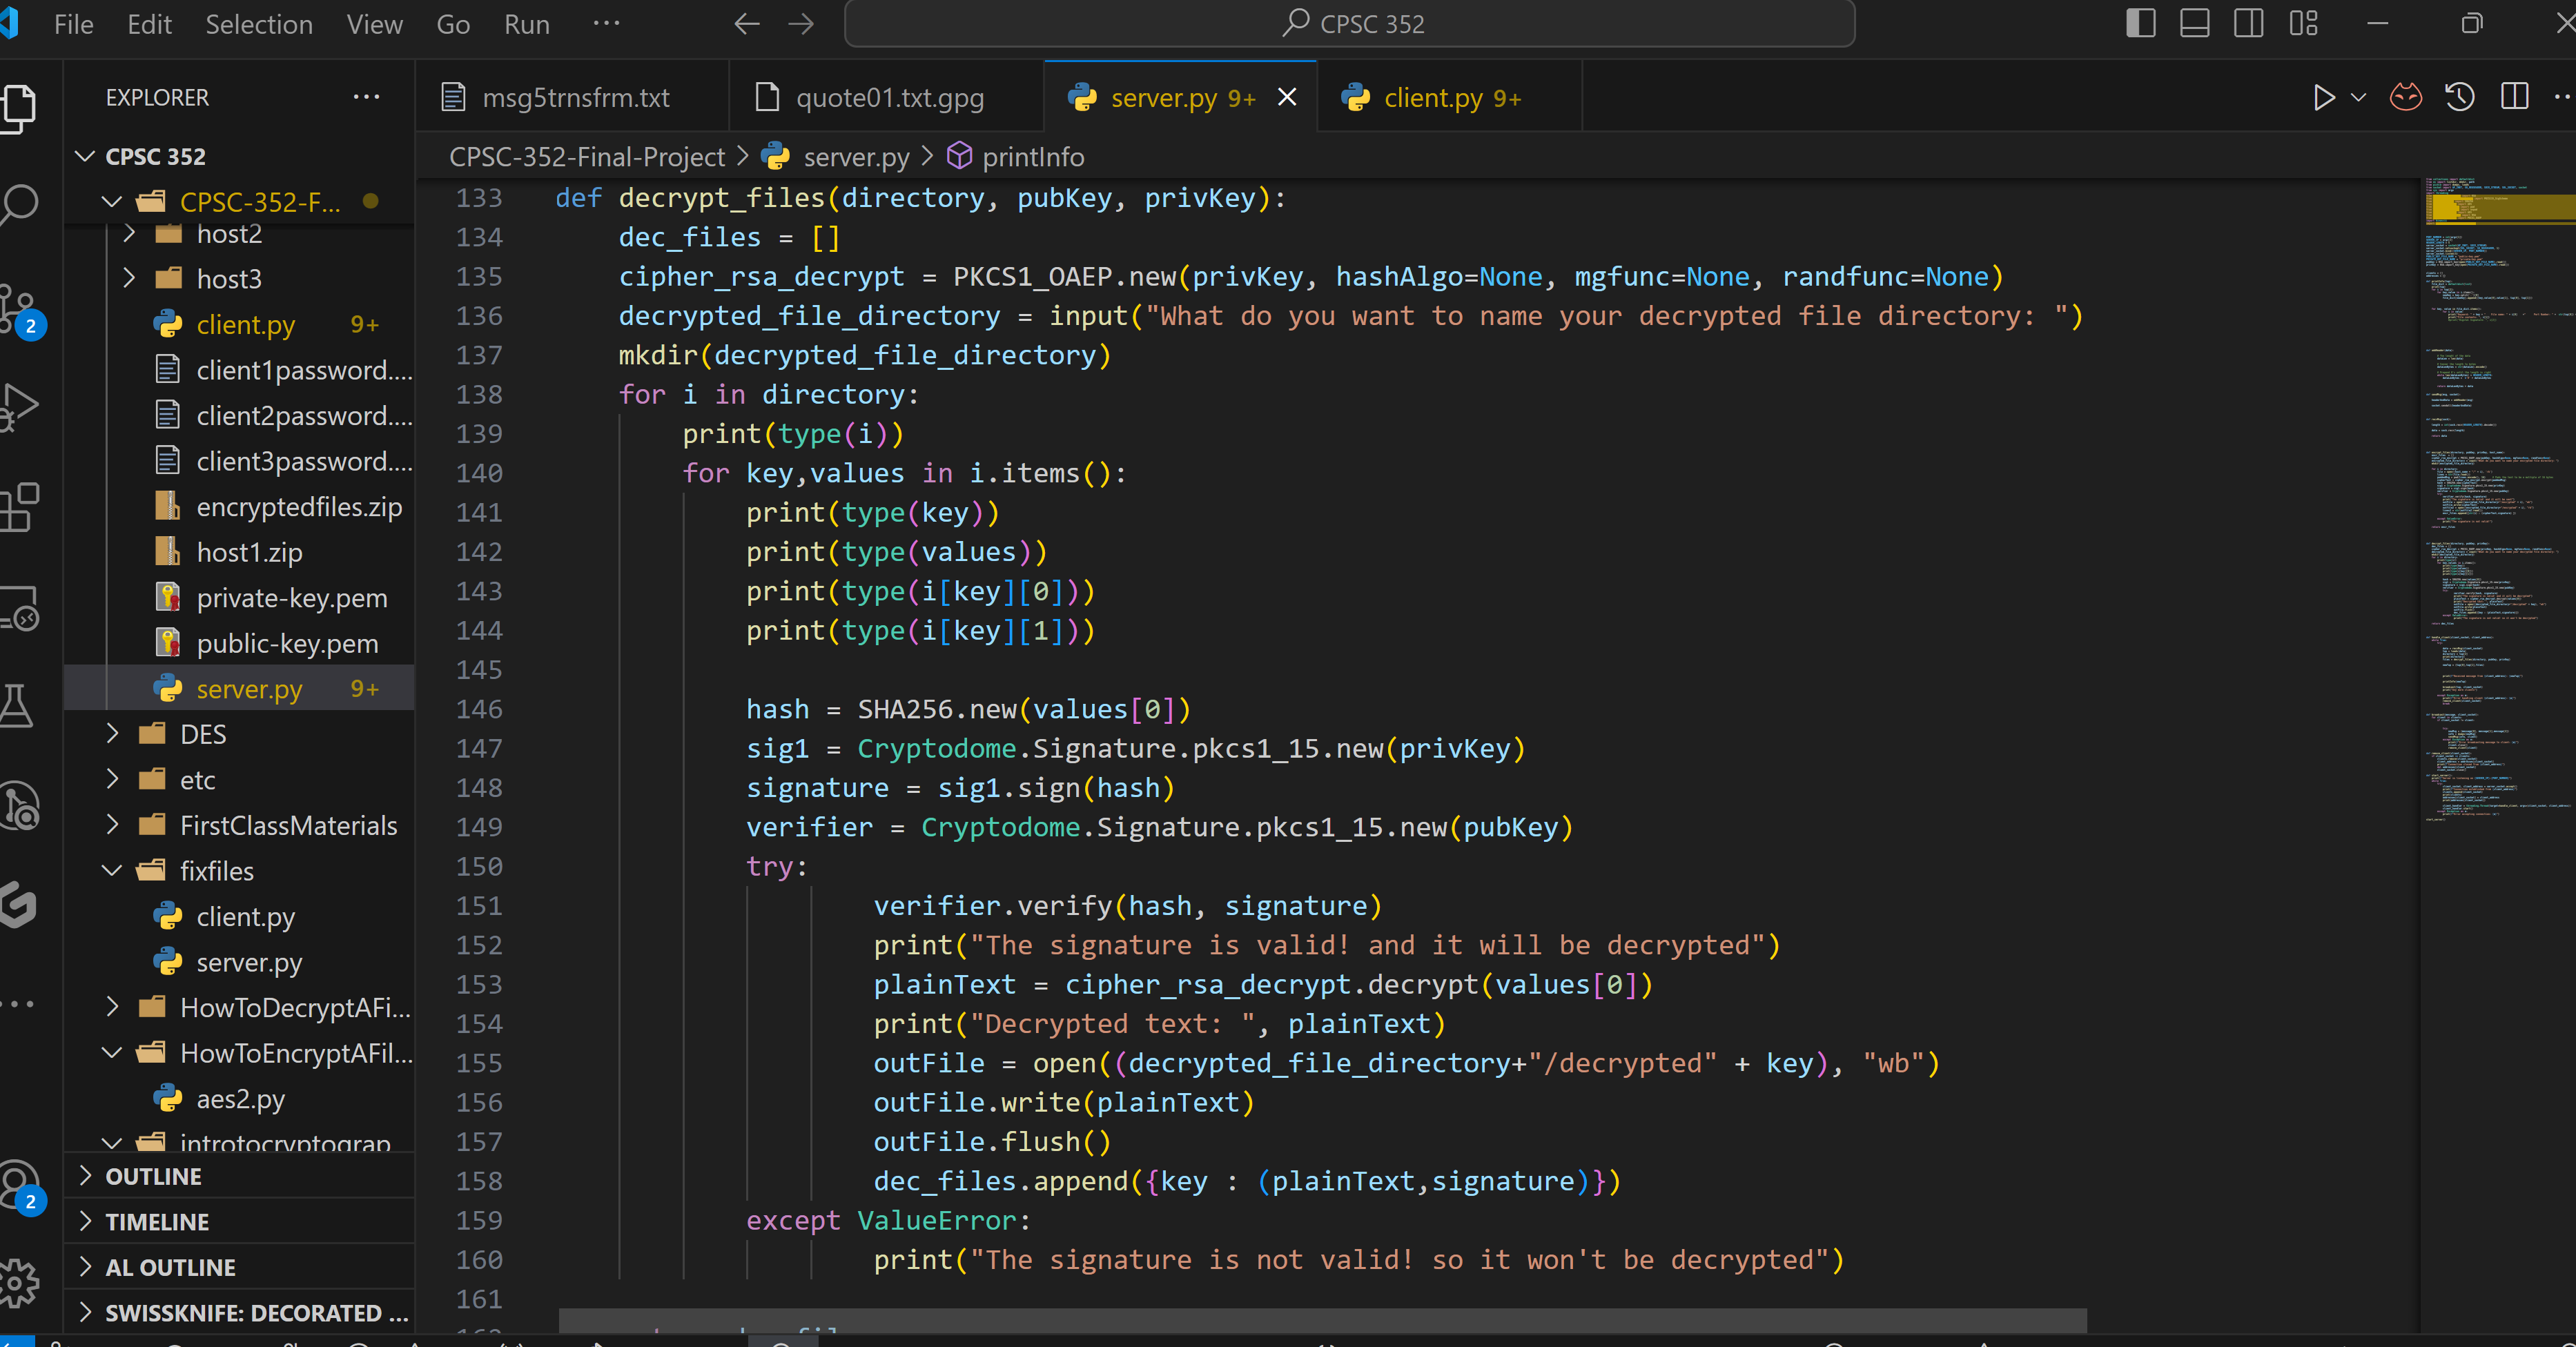 File Edit Selection View Go Run ··· CPSC 352
EXPLORER ···
msg5trnsfrm.txt quote01.txt.gpg server.py 9+ client.py 9+
CPSC-352-Final-Project > server.py > printInfo
CPSC 352
CPSC-352-F...
host2
host3
client.py 9+
client1password....
client2password....
client3password....
encryptedfiles.zip
host1.zip
private-key.pem
public-key.pem
server.py 9+
DES
etc
FirstClassMaterials
fixfiles
client.py
server.py
HowToDecryptAFi...
HowToEncryptAFil...
aes2.py
introtocryptograp
OUTLINE
TIMELINE
AL OUTLINE
SWISSKNIFE: DECORATED ...
2
2
133 def decrypt_files(directory, pubKey, privKey):
134 dec_files = []
135 cipher_rsa_decrypt = PKCS1_OAEP.new(privKey, hashAlgo=None, mgfunc=None, randfunc=None)
136 decrypted_file_directory = input("What do you want to name your decrypted file directory: ")
137 mkdir(decrypted_file_directory)
138 for i in directory:
139 print(type(i))
140 for key,values in i.items():
141 print(type(key))
142 print(type(values))
143 print(type(i[key][0]))
144 print(type(i[key][1]))
145
146 hash = SHA256.new(values[0])
147 sig1 = Cryptodome.Signature.pkcs1_15.new(privKey)
148 signature = sig1.sign(hash)
149 verifier = Cryptodome.Signature.pkcs1_15.new(pubKey)
150 try:
151 verifier.verify(hash, signature)
152 print("The signature is valid! and it will be decrypted")
153 plainText = cipher_rsa_decrypt.decrypt(values[0])
154 print("Decrypted text: ", plainText)
155 outFile = open((decrypted_file_directory+"/decrypted" + key), "wb")
156 outFile.write(plainText)
157 outFile.flush()
158 dec_files.append({key : (plainText,signature)})
159 except ValueError:
160 print("The signature is not valid! so it won't be decrypted")
161